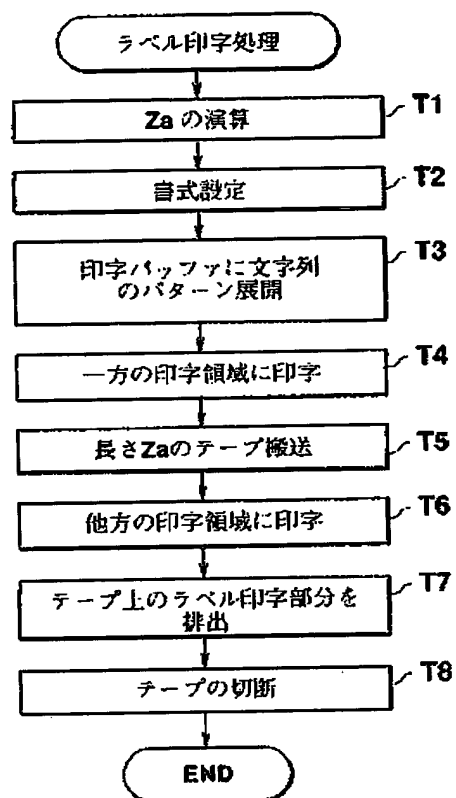 ラベル印字処理
Zaの演算
T1
書式設定
T2
印字バッファに文字列
のパターン展開
T3
一方の印字領域に印字
T4
長さZaのテープ搬送
T5
他方の印字領域に印字
T6
テープ上のラベル印字部分を
排出
T7
テープの切断
T8
END